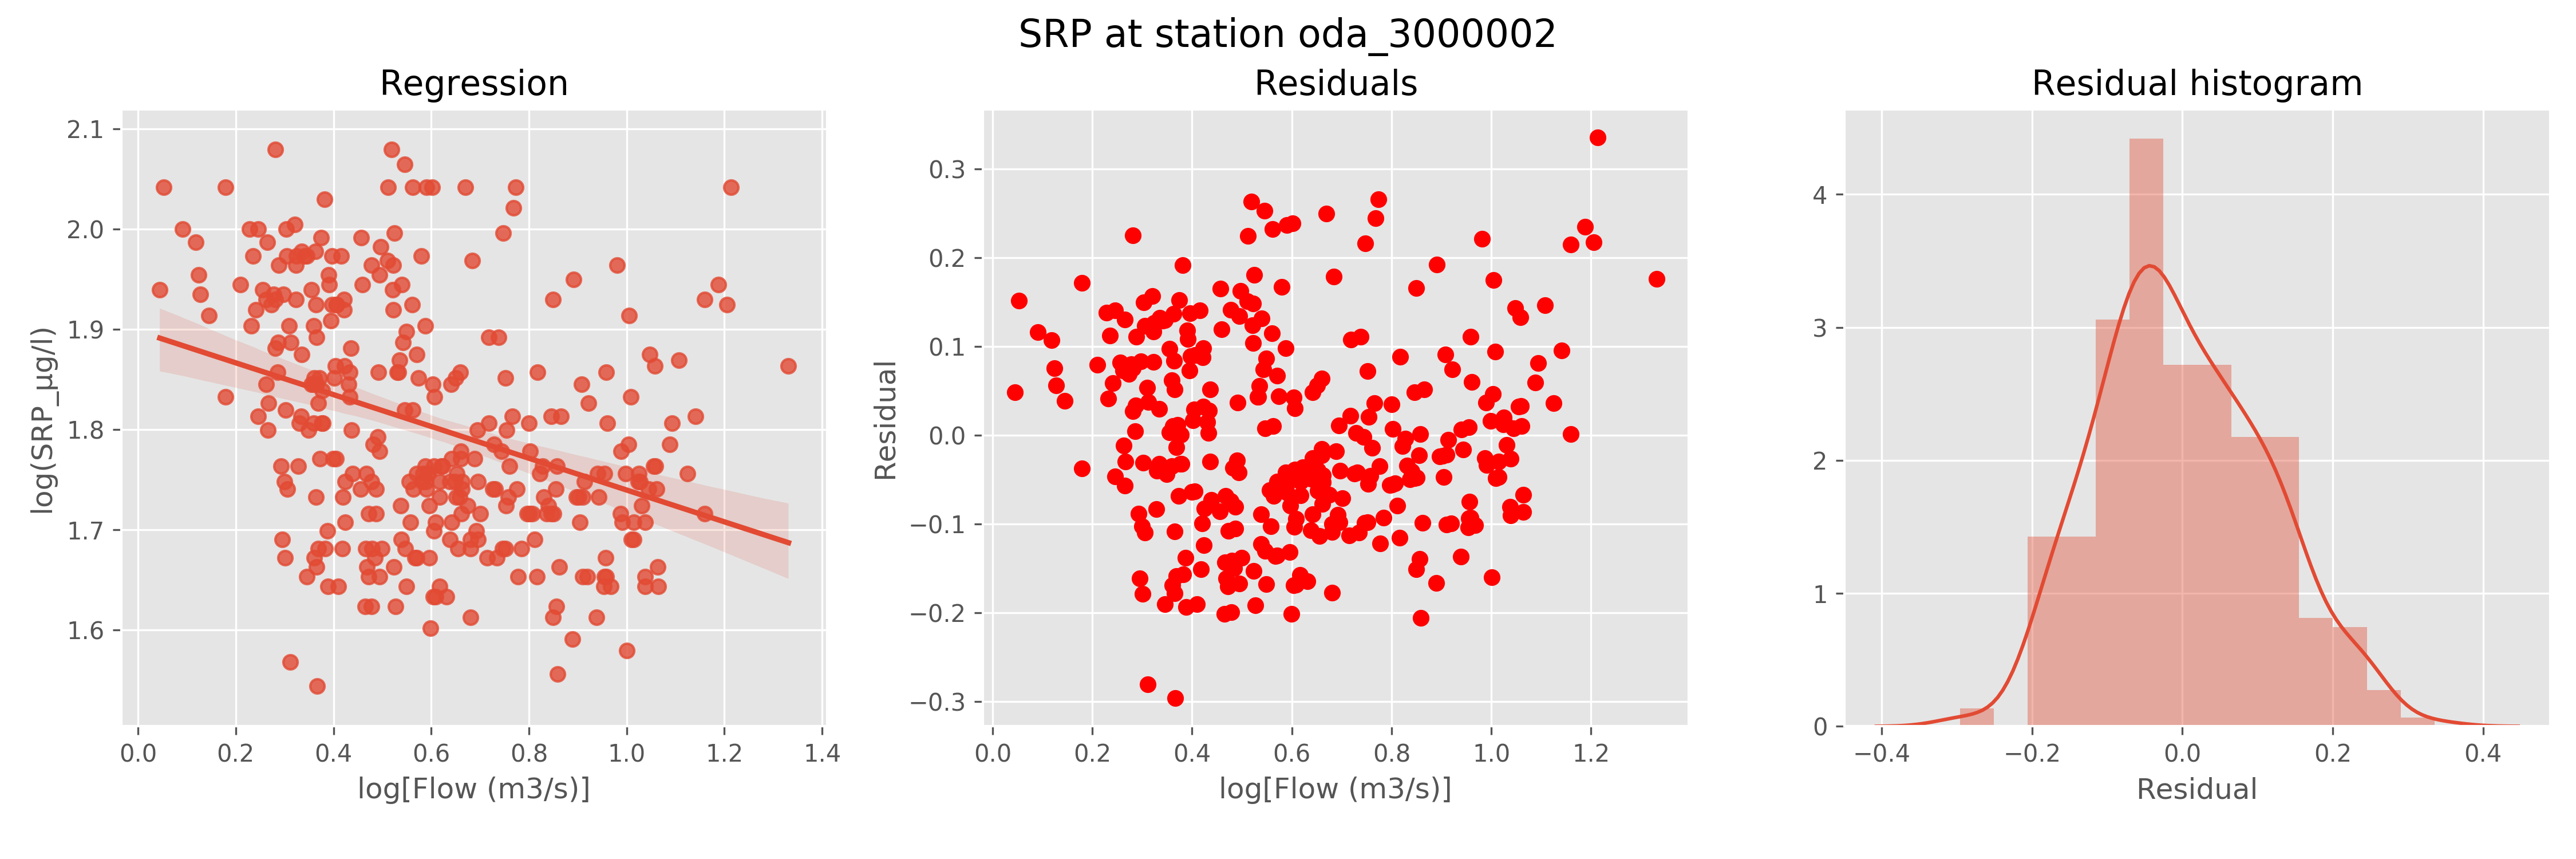 SRP at station oda_3000002
Regression
2.1
2.0
1.9
1.8
1.7
1.6
log(SRP_µg/l)
0.0 0.2 0.4 0.6 0.8 1.0 1.2 1.4
log[Flow (m3/s)]
Residuals
0.3
0.2
0.1
0.0
−0.1
−0.2
−0.3
Residual
0.0 0.2 0.4 0.6 0.8 1.0 1.2
log[Flow (m3/s)]
Residual histogram
4
3
2
1
0
−0.4 −0.2 0.0 0.2 0.4
Residual